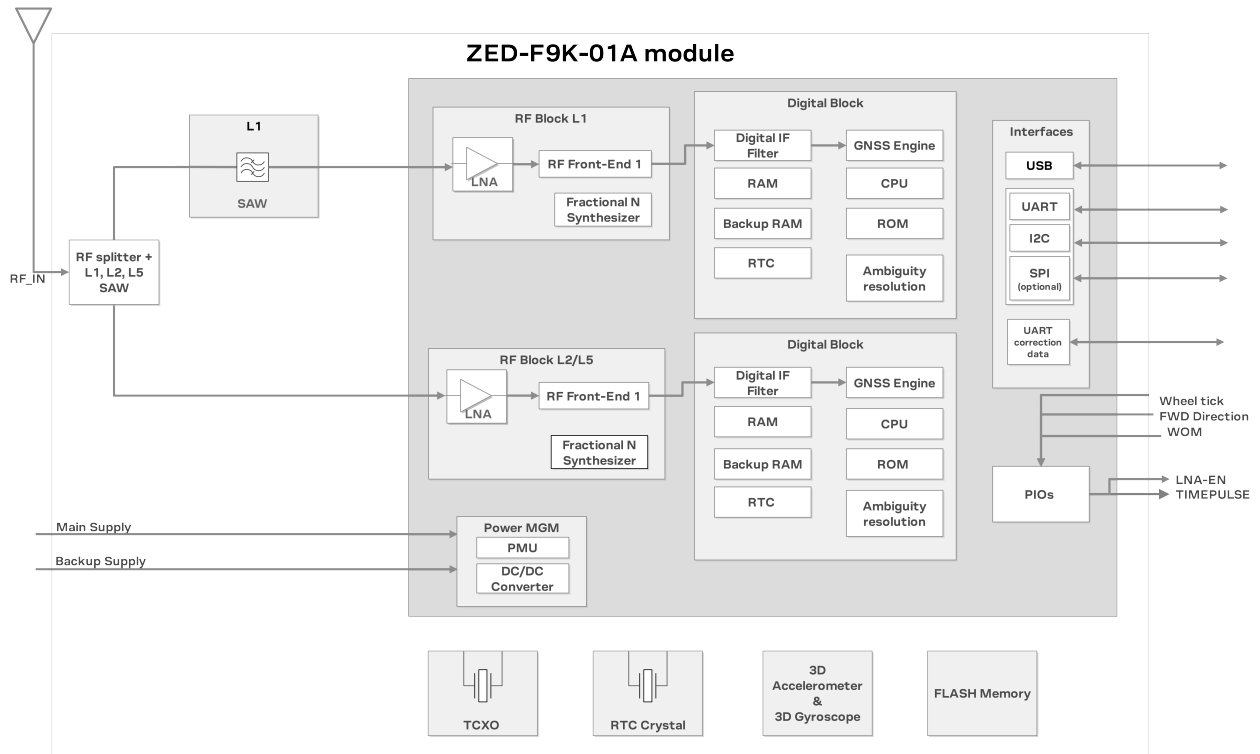 ZED-F9K-01A module
L1
SAW
RF_IN
RF splitter +
L1, L2, L5
SAW
RF Block L1
LNA
RF Front-End 1
Fractional N
Synthesizer
Digital Block
Digital IF
Filter
GNSS Engine
RAM
CPU
Backup RAM
ROM
RTC
Ambiguity
resolution
Interfaces
USB
UART
I2C
SPI
(optional)
UART
correction
data
RF Block L2/L5
LNA
RF Front-End 1
Fractional N
Synthesizer
Digital Block
Digital IF
Filter
GNSS Engine
RAM
CPU
Backup RAM
ROM
RTC
Ambiguity
resolution
Wheel tick
FWD Direction
WOM
PIOs
LNA-EN
TIMEPULSE
Main Supply
Backup Supply
Power MGM
PMU
DC/DC
Converter
TCXO
RTC Crystal
3D
Accelerometer
&
3D Gyroscope
FLASH Memory